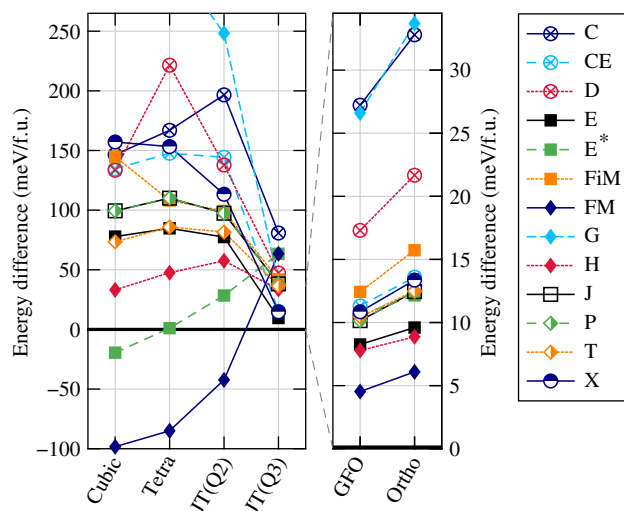 Energy difference (meV/f.u.)
250
200
150
100
50
0
−50
−100
Cubic
Tetra
JT(Q2)
JT(Q3)
Energy difference (meV/f.u.)
30
25
20
15
10
5
0
GFO
Ortho
C
CE
D
E
E*
FiM
FM
G
H
J
P
T
X